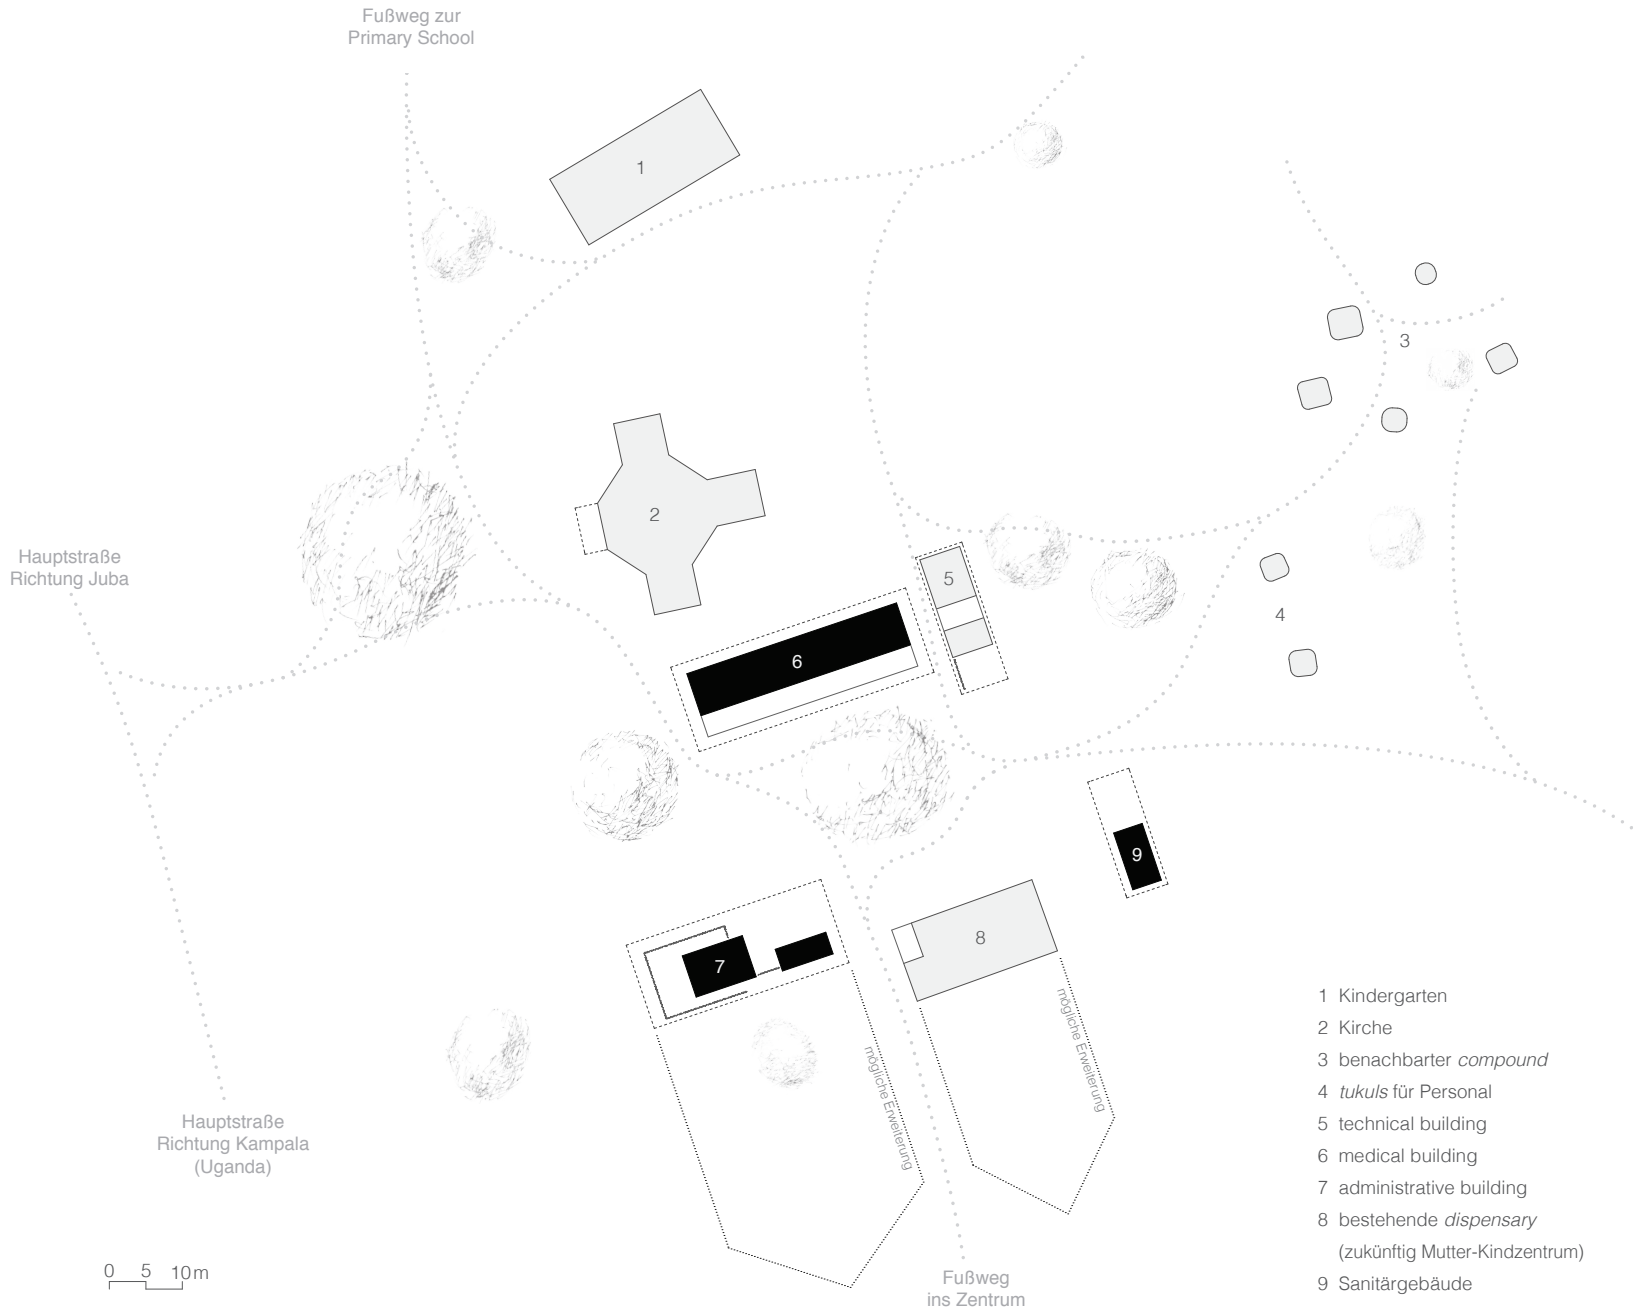 Fußweg zur
Primary School
1
3
2
Hauptstraße
Richtung Juba
5
4
6
9
8
7
mögliche Erweiterung
mögliche Erweiterung
Hauptstraße
Richtung Kampala
(Uganda)
0 5 10m
Fußweg
ins Zentrum
1 Kindergarten
2 Kirche
3 benachbarter compound
4 tukuls für Personal
5 technical building
6 medical building
7 administrative building
8 bestehende dispensary
(zukünftig Mutter-Kindzentrum)
9 Sanitärgebäude